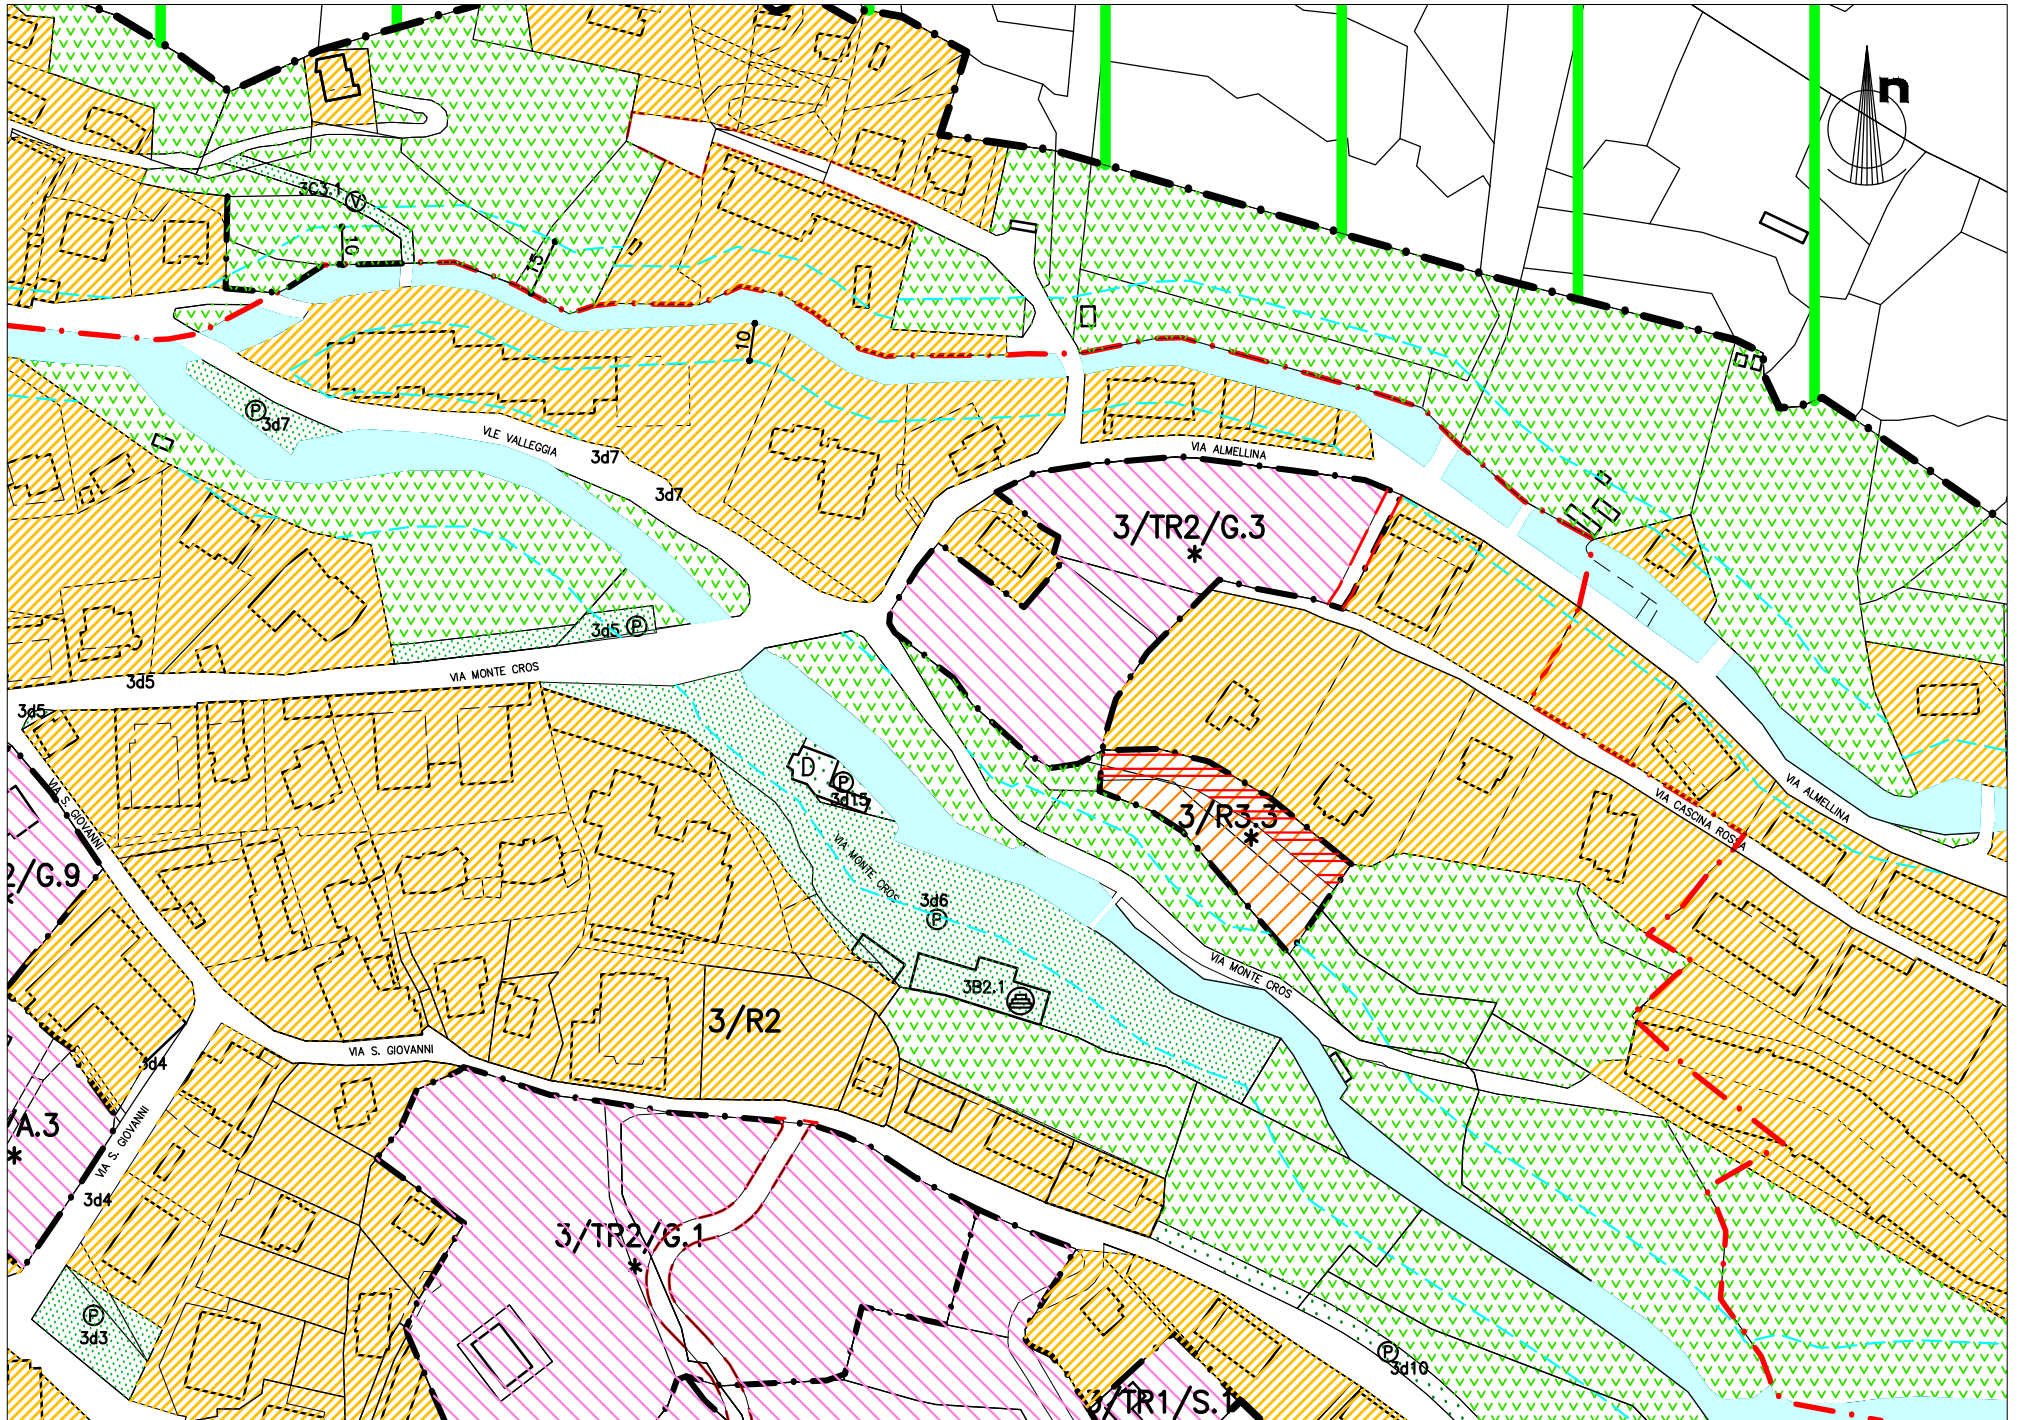 n
3C3.1
V
10
15
10
P
3d7
VLE VALLEGGIA
3d7
3d7
VIA ALMELLINA
3/TR2/G.3
*
3d5
P
VIA MONTE CROS
3d5
3d5
D
P
3d15
VIA S. GIOVANNI
VIA MONTE CROS
3/R3.3
*
VIA CASCINA ROSSA
VIA ALMELLINA
2/G.9
*
3d6
P
3B2.1
VIA MONTE CROS
3/R2
VIA S. GIOVANNI
3d4
/A.3
*
VIA S. GIOVANNI
3d4
3/TR2/G.1
*
P
3d3
P
3d10
3/TR1/S.1